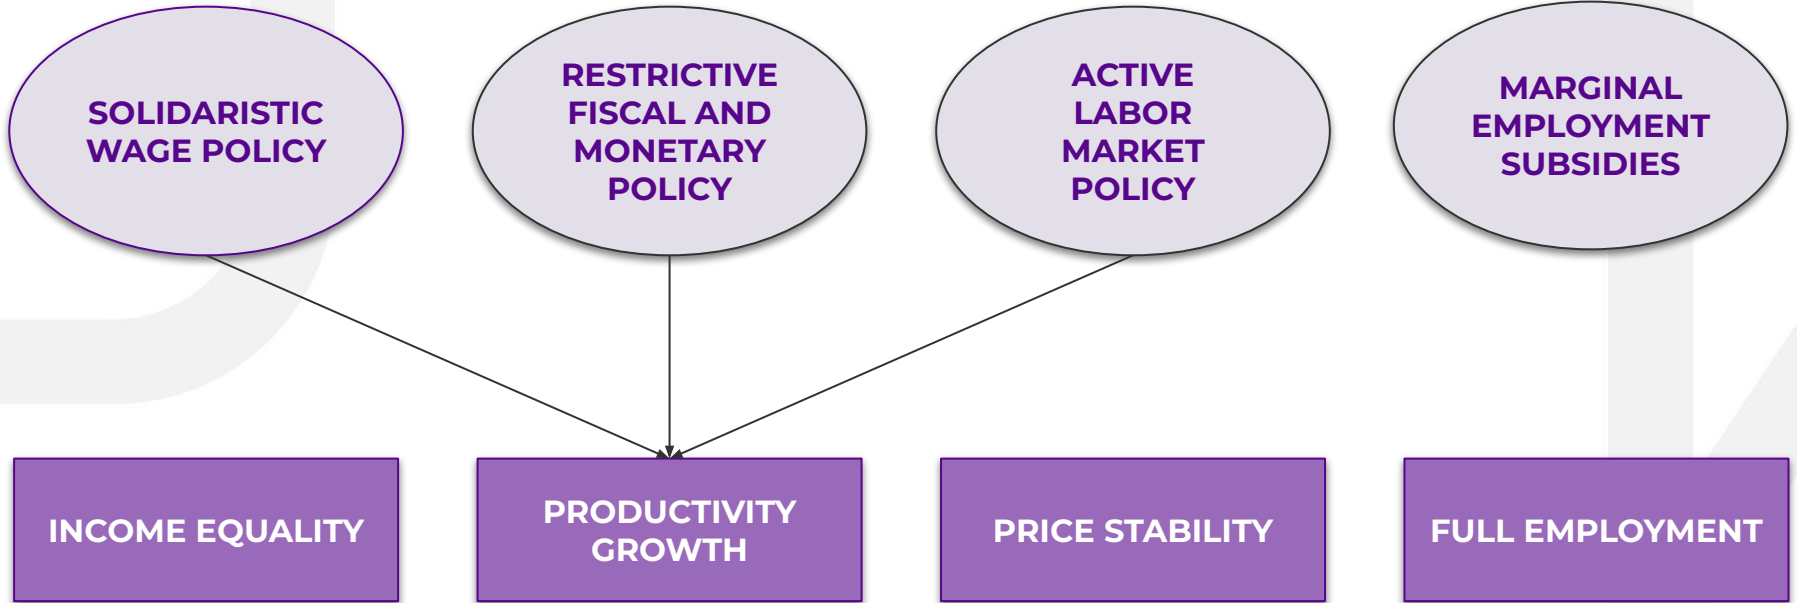 SOLIDARISTIC
WAGE POLICY
RESTRICTIVE
FISCAL AND
MONETARY
POLICY
ACTIVE
LABOR
MARKET
POLICY
MARGINAL
EMPLOYMENT
SUBSIDIES
INCOME EQUALITY
PRODUCTIVITY
GROWTH
PRICE STABILITY
FULL EMPLOYMENT